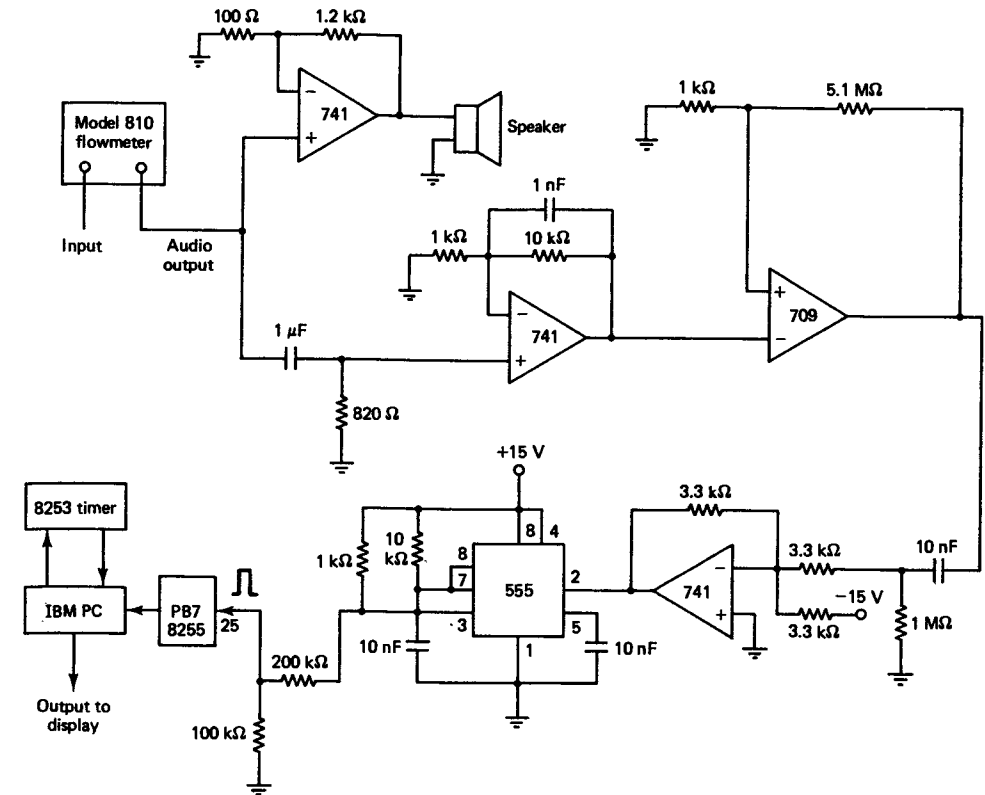 100 Ω
1.2 kΩ
−
741
+
Speaker
Model 810
flowmeter
Input
Audio
output
1 kΩ
5.1 MΩ
+
709
−
1 nF
1 kΩ
10 kΩ
−
741
+
1 μF
820 Ω
+15 V
8253 timer
IBM PC
Output to
display
PB7
8255
25
200 kΩ
100 kΩ
1 kΩ
10
kΩ
8
7
3
10 nF
8
4
555
2
5
1
10 nF
3.3 kΩ
741
−
+
3.3 kΩ
−15 V
3.3 kΩ
10 nF
1 MΩ